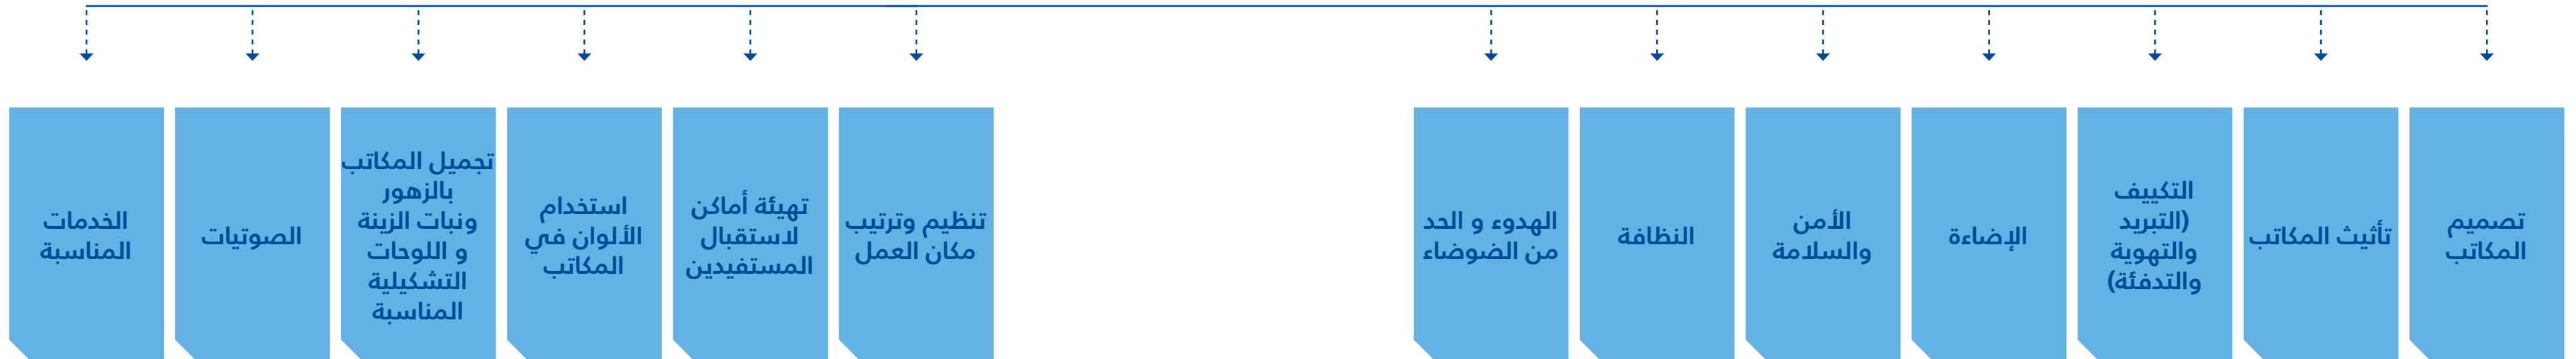 تصميم
المكاتب
تأثيث المكاتب
التكييف
(التبريد
والتهوية
والتدفئة)
الإضاءة
الأمن
والسلامة
النظافة
الهدوء و الحد
من الضوضاء
تنظيم وترتيب
مكان العمل
تهيئة أماكن
لاستقبال
المستفيدين
استخدام
الألوان في
المكاتب
تجميل المكاتب
بالزهور
ونبات الزينة
و اللوحات
التشكيلية
المناسبة
الصوتيات
الخدمات
المناسبة